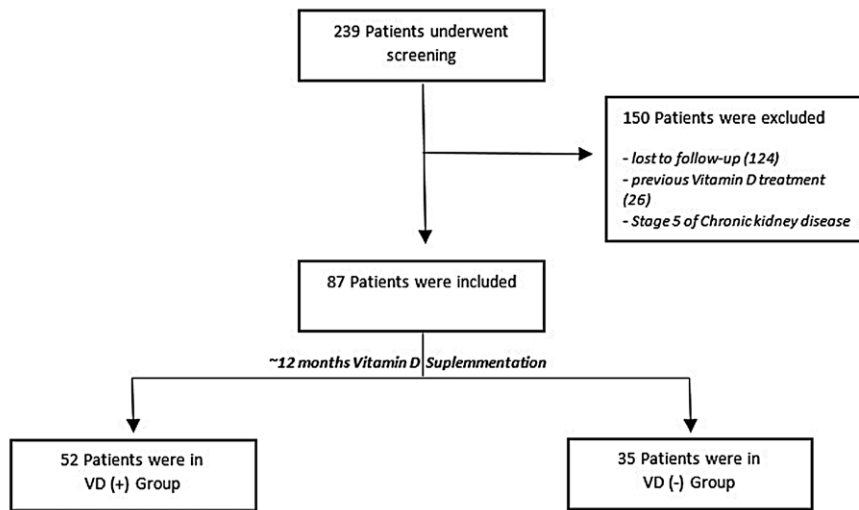 239 Patients underwent
screening
150 Patients were excluded
- lost to follow-up (124)
- previous Vitamin D treatment
(26)
- Stage 5 of Chronic kidney disease
87 Patients were included
~12 months Vitamin D Suplemmentation
52 Patients were in
VD (+) Group
35 Patients were in
VD (-) Group